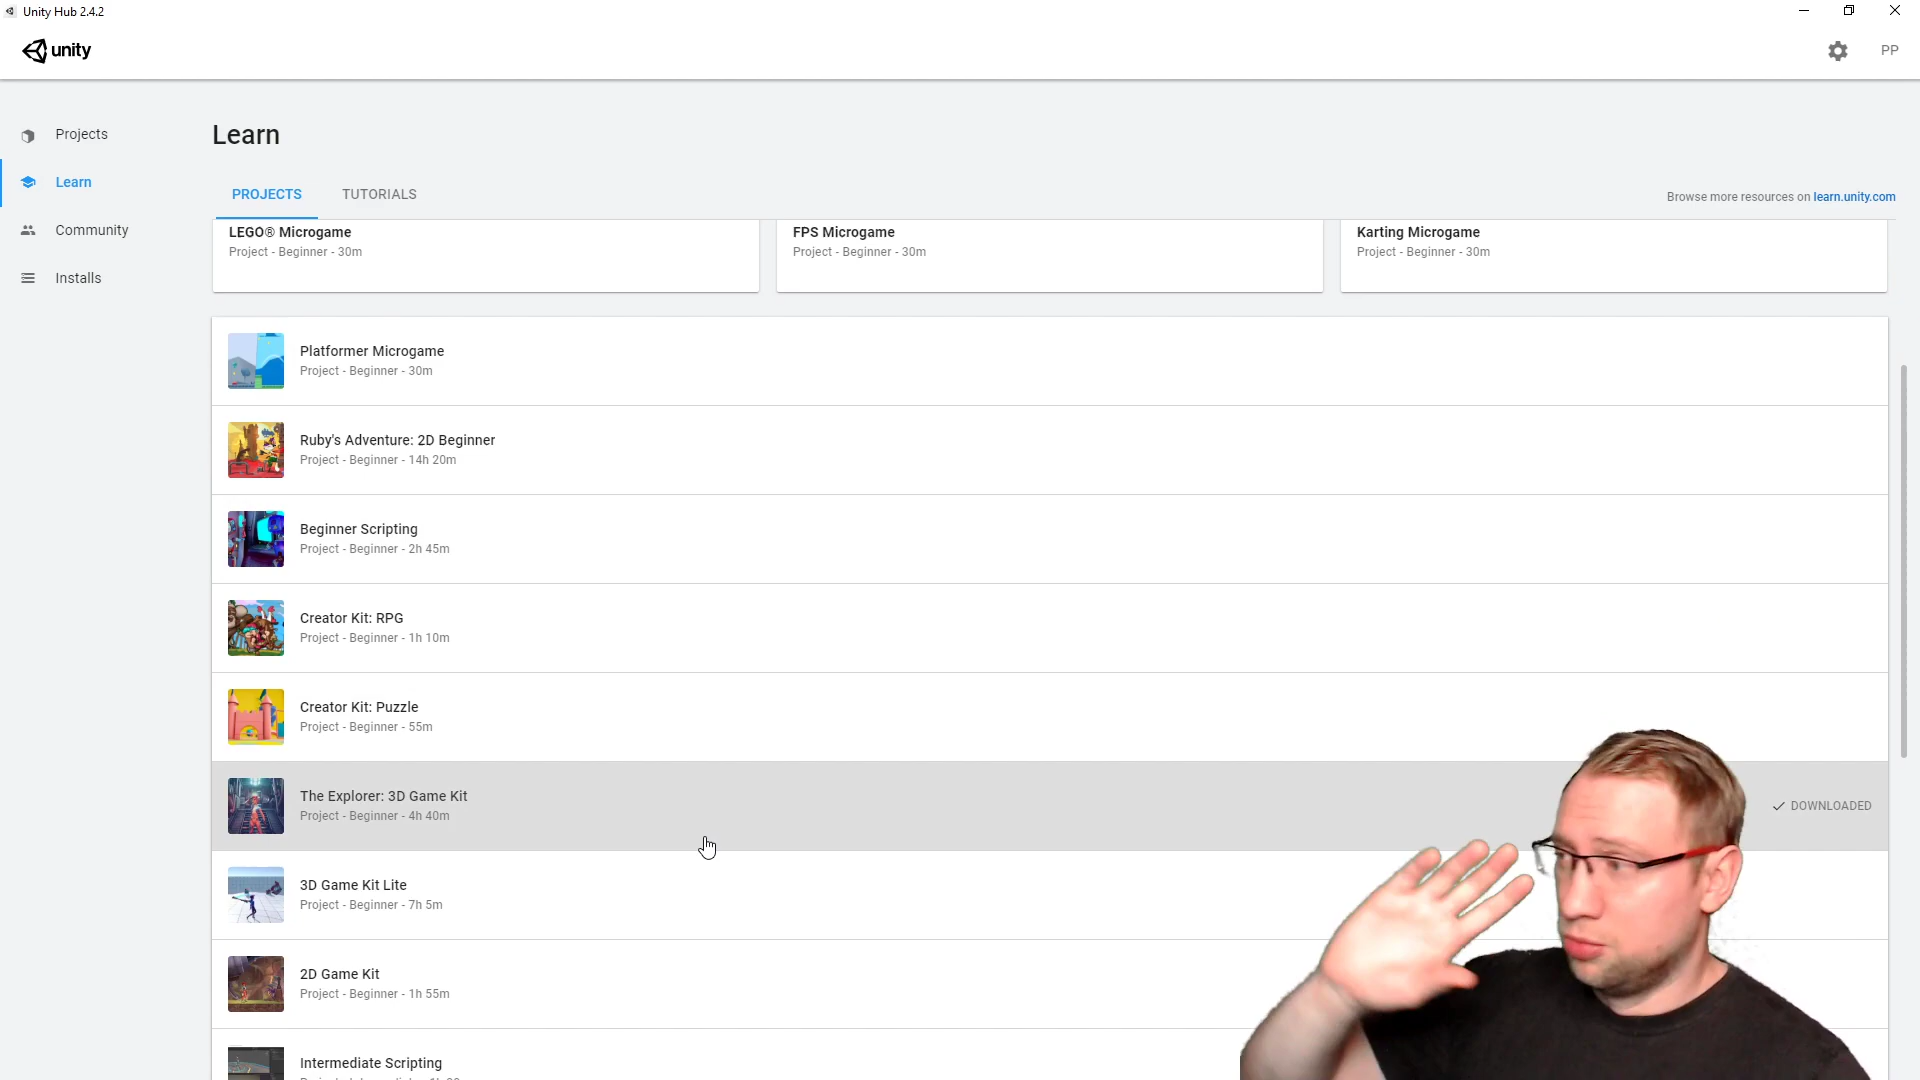 Unity Hub 2.4.2
unity
PP
Projects
Learn
Community
Installs
Learn
PROJECTS
TUTORIALS
Browse more resources on learn.unity.com
LEGO® Microgame
Project - Beginner - 30m
FPS Microgame
Project - Beginner - 30m
Karting Microgame
Project - Beginner - 30m
Platformer Microgame
Project - Beginner - 30m
Ruby's Adventure: 2D Beginner
Project - Beginner - 14h 20m
Beginner Scripting
Project - Beginner - 2h 45m
Creator Kit: RPG
Project - Beginner - 1h 10m
Creator Kit: Puzzle
Project - Beginner - 55m
The Explorer: 3D Game Kit
Project - Beginner - 4h 40m
DOWNLOADED
3D Game Kit Lite
Project - Beginner - 7h 5m
2D Game Kit
Project - Beginner - 1h 55m
Intermediate Scripting